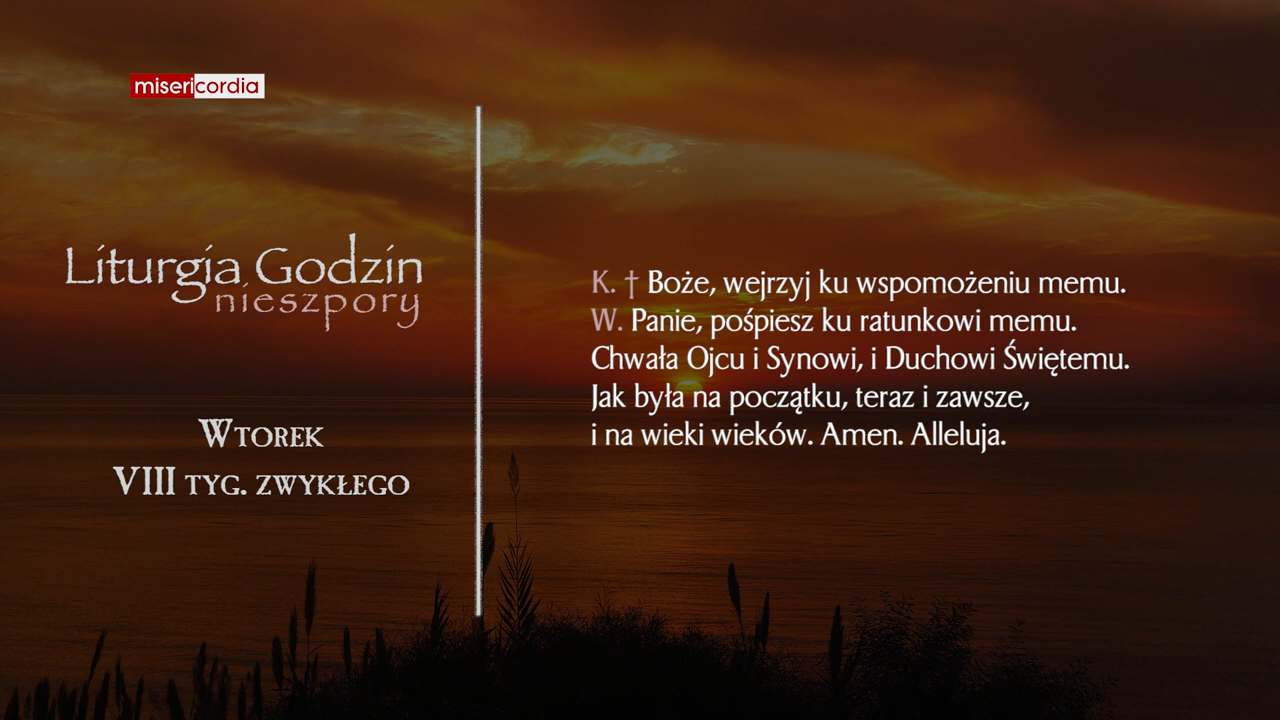 misericordia
Liturgia Godzin
nieszpory
Wtorek
VIII tyg. zwykłego
K. † Boże, wejrzyj ku wspomożeniu memu.
W. Panie, pośpiesz ku ratunkowi memu.
Chwała Ojcu i Synowi, i Duchowi Świętemu.
Jak była na początku, teraz i zawsze,
i na wieki wieków. Amen. Alleluja.